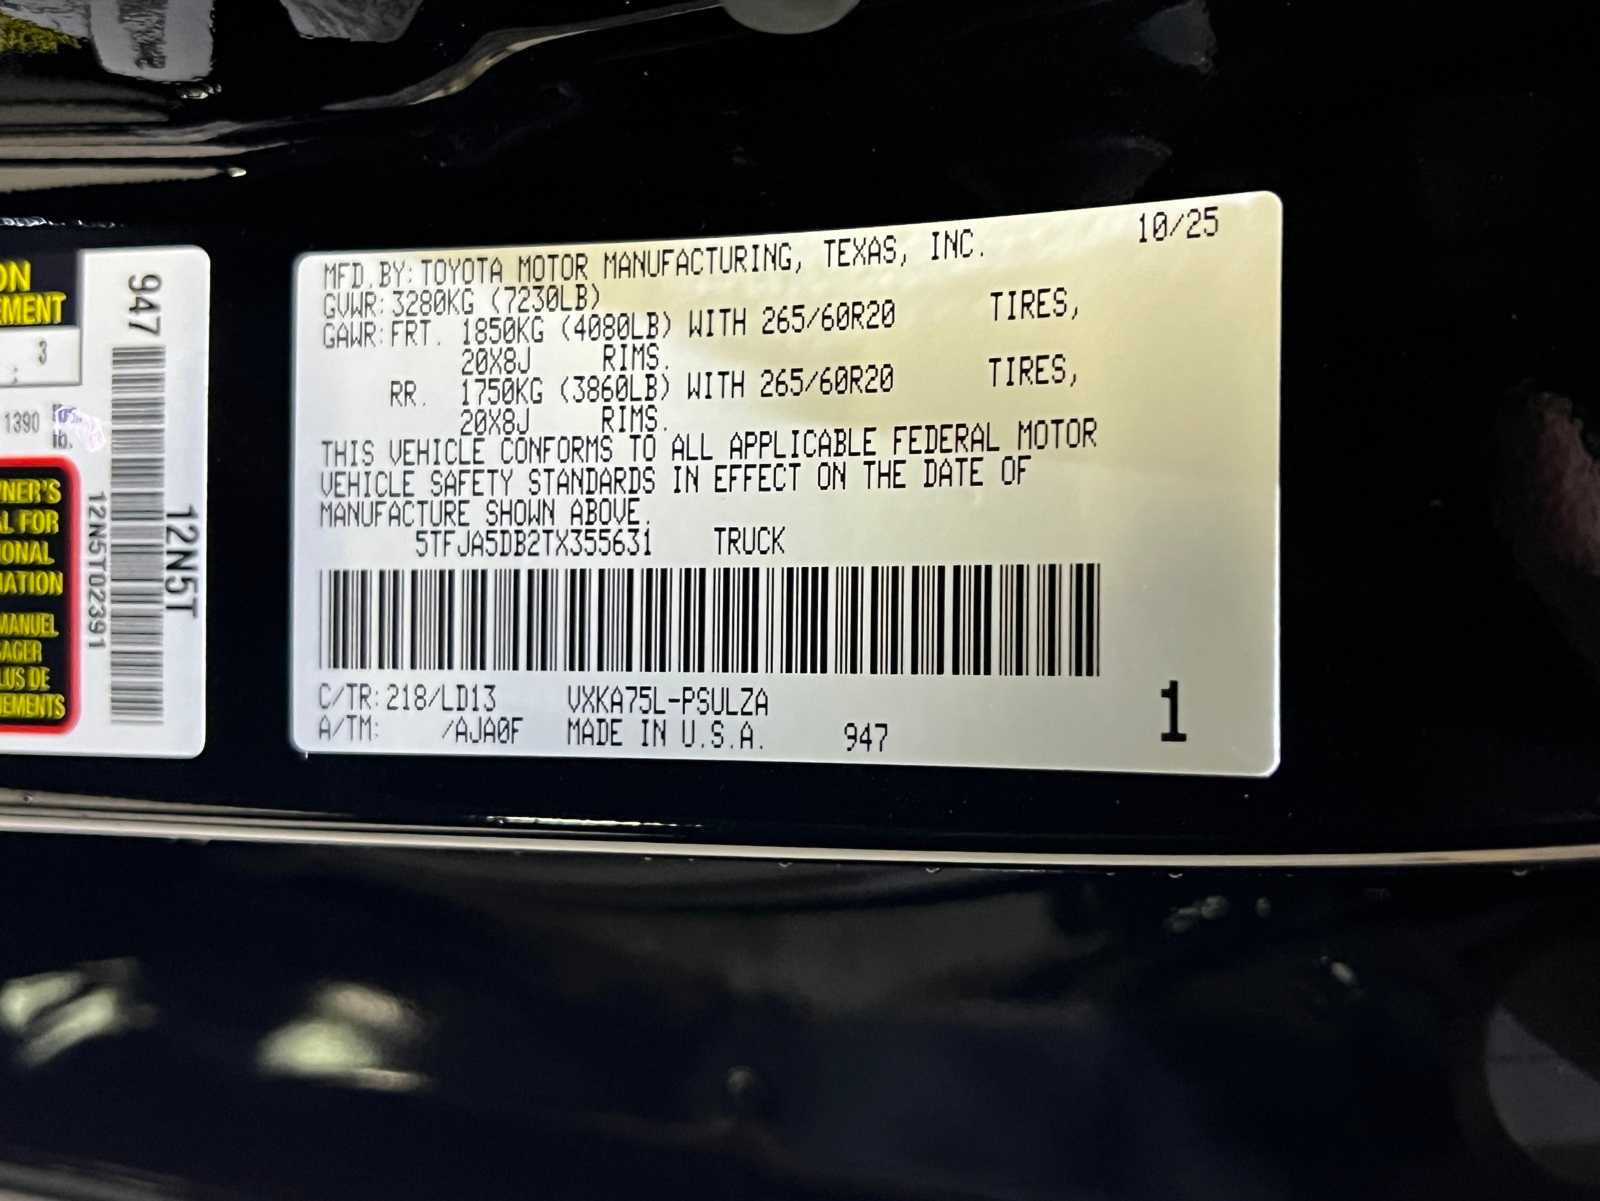 10/25
MFD.BY: TOYOTA MOTOR MANUFACTURING, TEXAS, INC.
GVWR: 3280KG (7230LB)
GAWR: FRT. 1850KG (4080LB) WITH 265/60R20 TIRES,
20X8J RIMS.
RR. 1750KG (3860LB) WITH 265/60R20 TIRES,
20X8J RIMS.
THIS VEHICLE CONFORMS TO ALL APPLICABLE FEDERAL MOTOR
VEHICLE SAFETY STANDARDS IN EFFECT ON THE DATE OF
MANUFACTURE SHOWN ABOVE.
5TFJA5DB2TX355631 TRUCK
C/TR: 218/LD13 VXKA75L-PSULZA
A/TM: /AJA0F MADE IN U.S.A. 947
1
947
12N5T
12N5T02391
3
1390
lb.